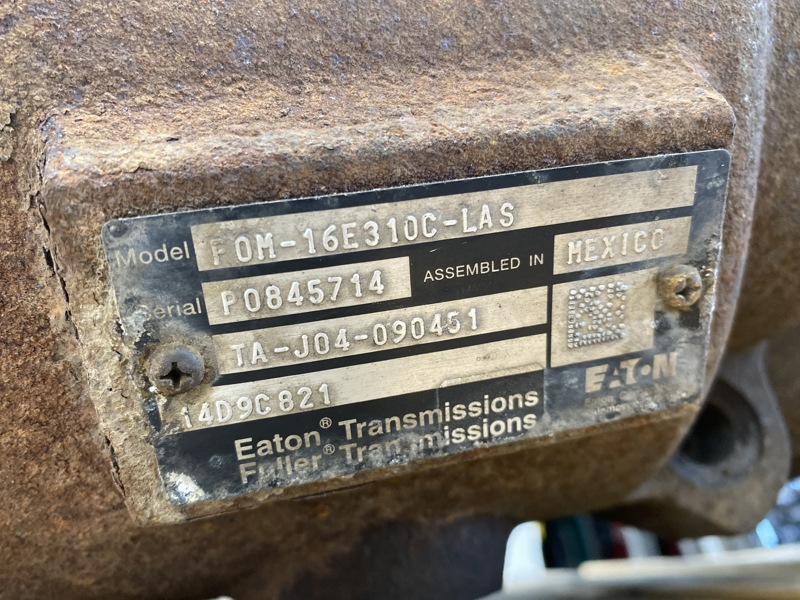 Model FOM-16E310C-LAS
Serial P0845714 ASSEMBLED IN MEXICO
TA-J04-090451
14D9C821
EATON
Eaton® Transmissions
Fuller® Transmissions